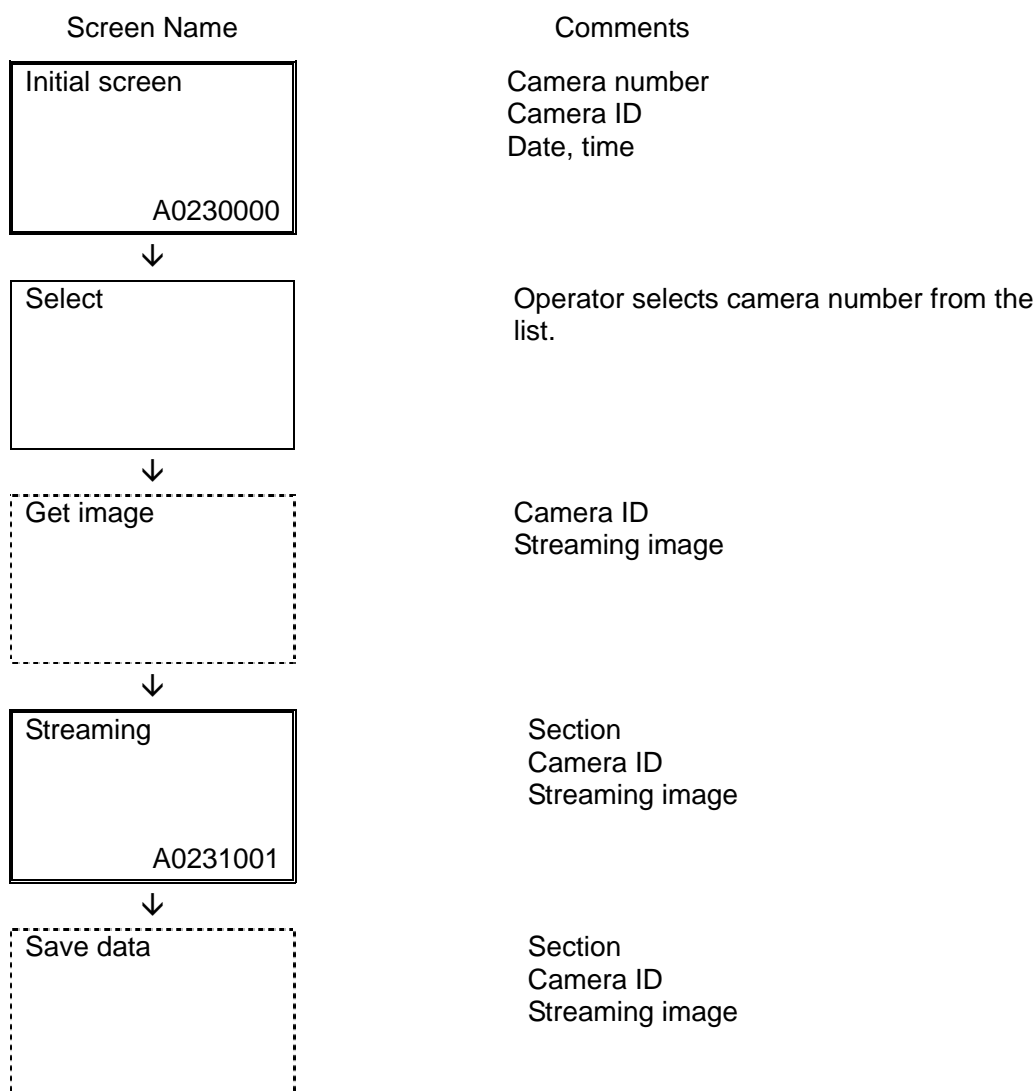 Screen Name Comments
Initial screen
Camera number
Camera ID
Date, time
A0230000
↓
Select
Operator selects camera number from the
list.
↓
Get image
Camera ID
Streaming image
↓
Streaming
Section
Camera ID
Streaming image
A0231001
↓
Save data
Section
Camera ID
Streaming image